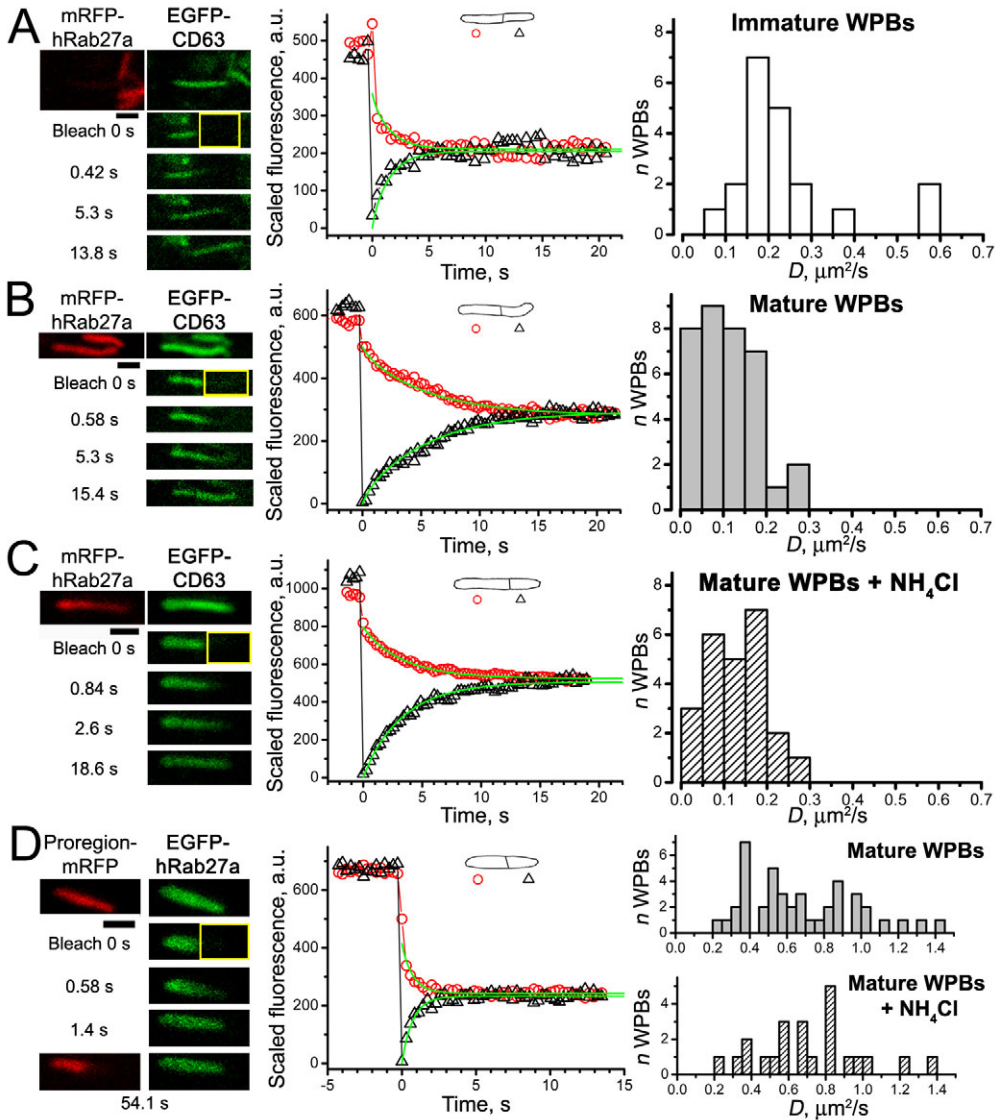 A
mRFP-
hRab27a
EGFP-
CD63
Bleach 0 s
0.42 s
5.3 s
13.8 s
Scaled fluorescence, a.u.
500
400
300
200
100
0
0 5 10 15 20
Time, s
Immature WPBs
n WPBs
8
6
4
2
0
0.0 0.1 0.2 0.3 0.4 0.5 0.6 0.7
D, μm²/s
B
mRFP-
hRab27a
EGFP-
CD63
Bleach 0 s
0.58 s
5.3 s
15.4 s
Scaled fluorescence, a.u.
600
400
200
0
0 5 10 15 20
Time, s
Mature WPBs
n WPBs
8
6
4
2
0
0.0 0.1 0.2 0.3 0.4 0.5 0.6 0.7
D, μm²/s
C
mRFP-
hRab27a
EGFP-
CD63
Bleach 0 s
0.84 s
2.6 s
18.6 s
Scaled fluorescence, a.u.
1000
800
600
400
200
0
0 5 10 15 20
Time, s
Mature WPBs + NH₄Cl
n WPBs
8
6
4
2
0
0.0 0.1 0.2 0.3 0.4 0.5 0.6 0.7
D, μm²/s
D
Proregion-
mRFP
EGFP-
hRab27a
Bleach 0 s
0.58 s
1.4 s
54.1 s
Scaled fluorescence, a.u.
800
600
400
200
0
-5 0 5 10 15
Time, s
Mature WPBs
n WPBs
6
4
2
0
0.0 0.2 0.4 0.6 0.8 1.0 1.2 1.4
Mature WPBs
+ NH₄Cl
n WPBs
6
4
2
0
0.0 0.2 0.4 0.6 0.8 1.0 1.2 1.4
D, μm²/s